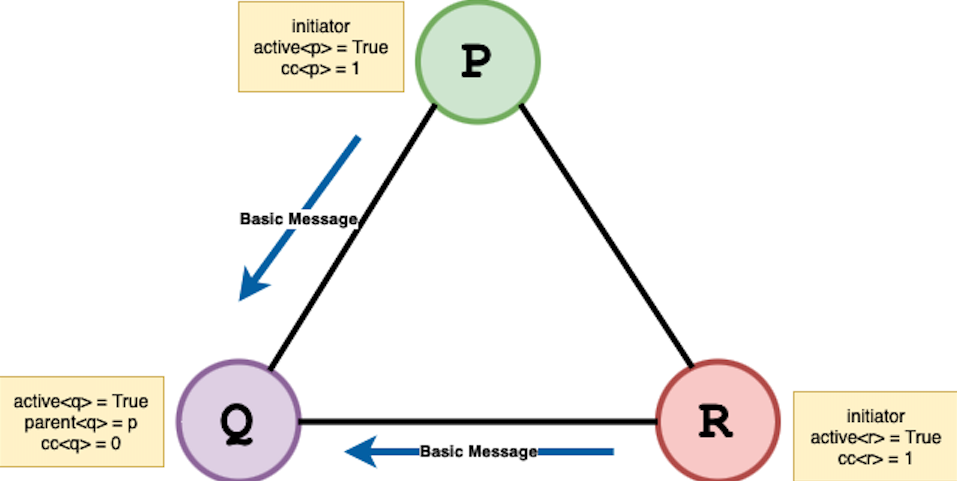 initiator
active<p> = True
cc<p> = 1
P
Basic Message
active<q> = True
parent<q> = p
cc<q> = 0
Q
Basic Message
R
initiator
active<r> = True
cc<r> = 1